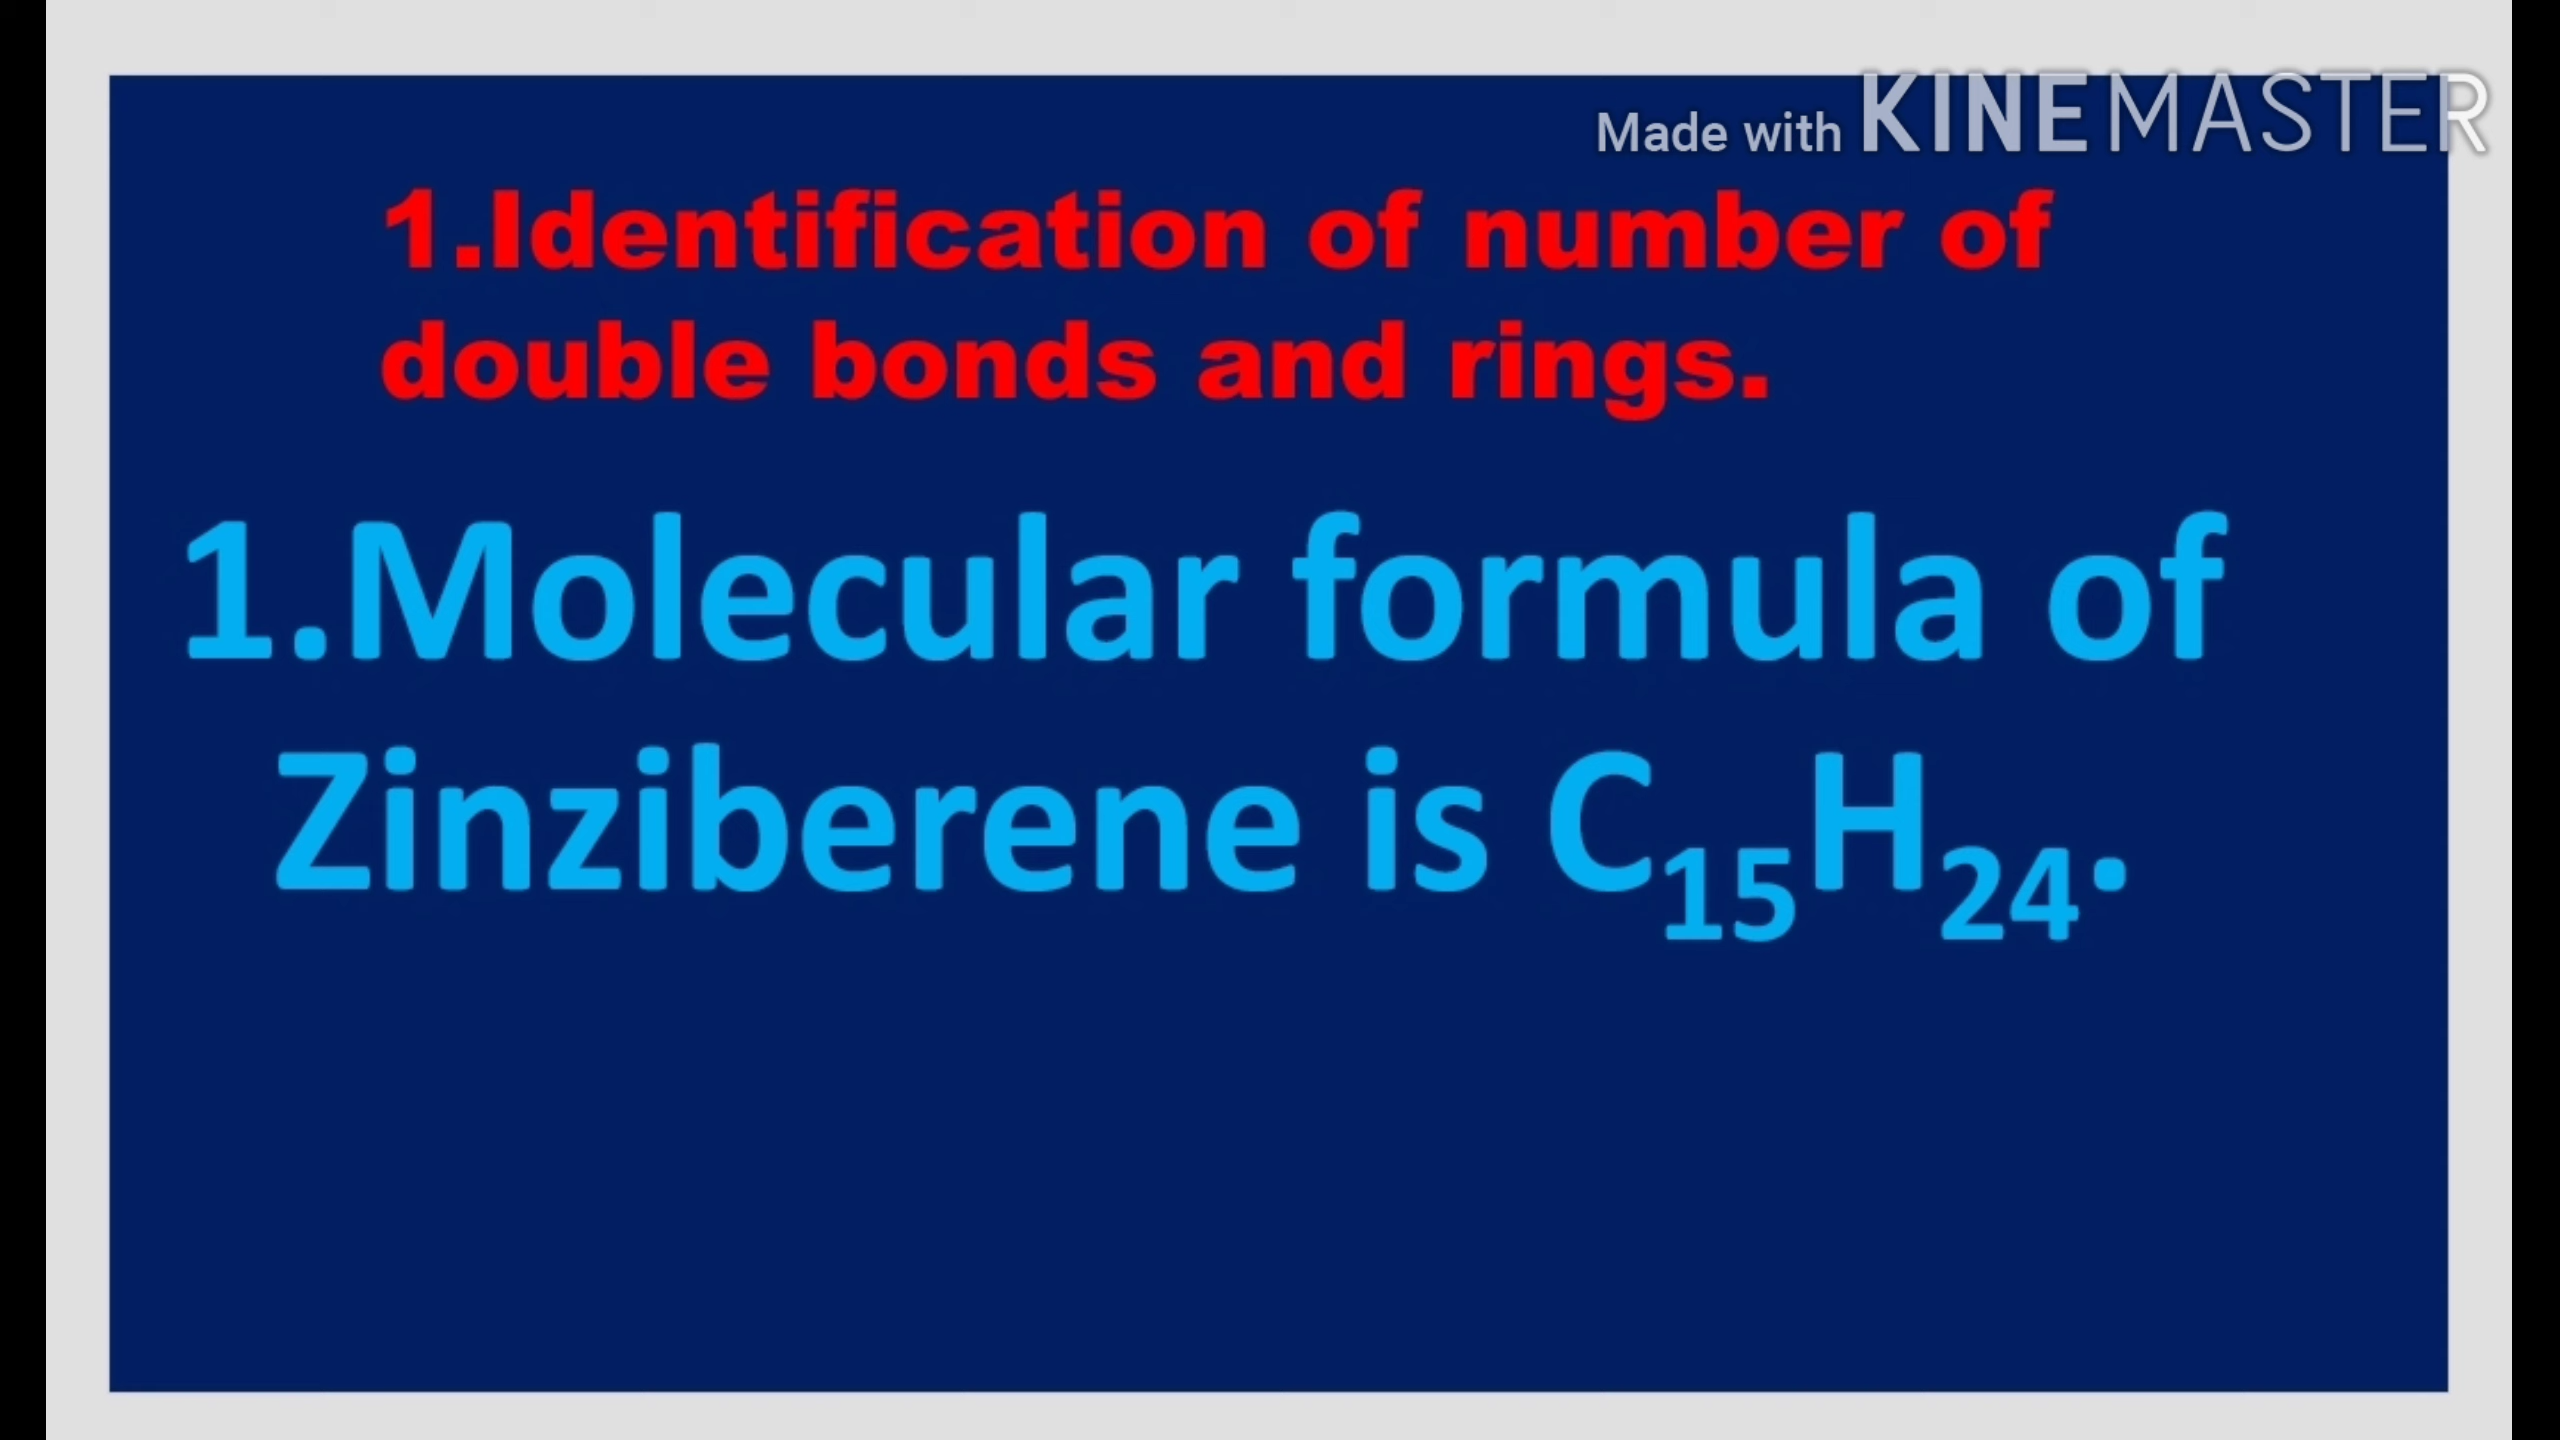 Made with KINEMASTER
1.Identification of number of
double bonds and rings.
1.Molecular formula of
Zinziberene is C₁₅H₂₄.